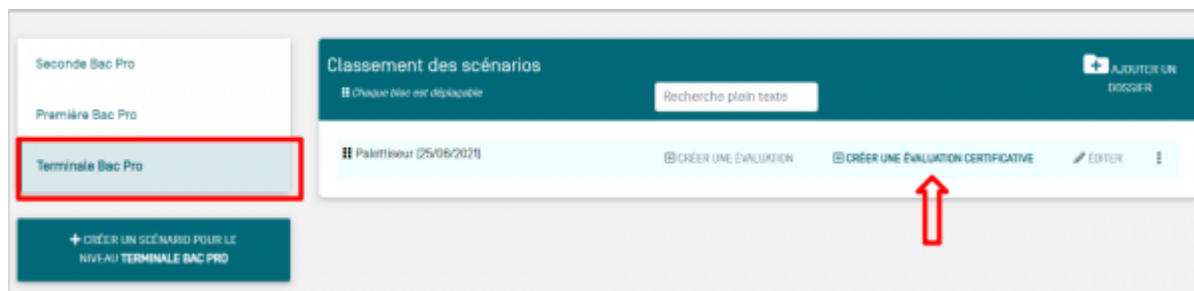 Seconde Bac Pro
Première Bac Pro
Terminale Bac Pro
+ CRÉER UN SCÉNARIO POUR LE
NIVEAU TERMINALE BAC PRO
Classement des scénarios
Chaque bloc est déplaçable
Recherche plein texte
AJOUTER UN
DOSSIER
Palettiseur (25/06/2021)
CRÉER UNE ÉVALUATION
CRÉER UNE ÉVALUATION CERTIFICATIVE
ÉDITER